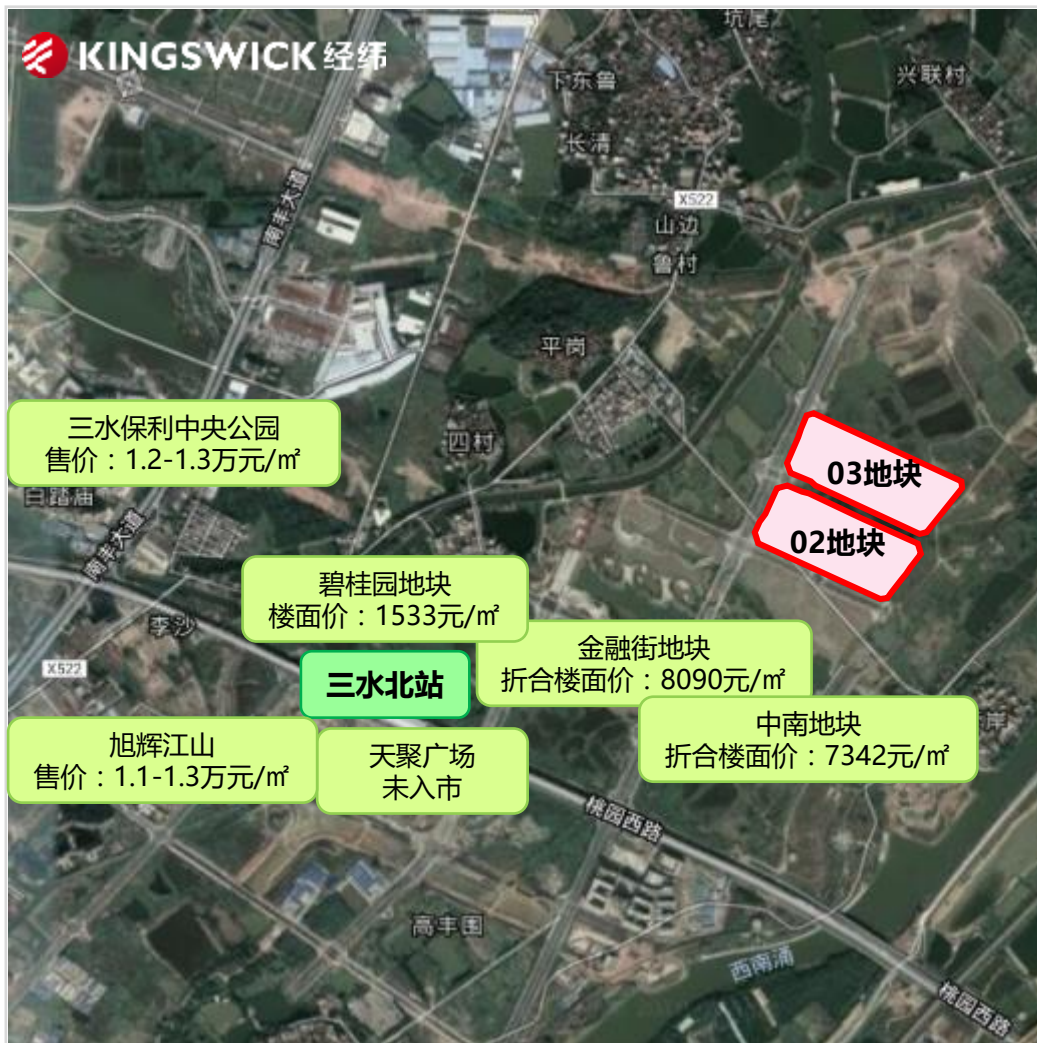 KINGSWICK 经纬
坑尾
下东鲁
兴联村
长清
X522
山边
鲁村
南丰大道
平岗
三水保利中央公园
售价：1.2-1.3万元/㎡
四村
03地块
白踏庙
02地块
南丰大道
碧桂园地块
楼面价：1533元/㎡
李沙
金融街地块
折合楼面价：8090元/㎡
X522
三水北站
中南地块
折合楼面价：7342元/㎡
岸
旭辉江山
售价：1.1-1.3万元/㎡
天聚广场
未入市
桃园西路
高丰围
西南涌
桃园西路